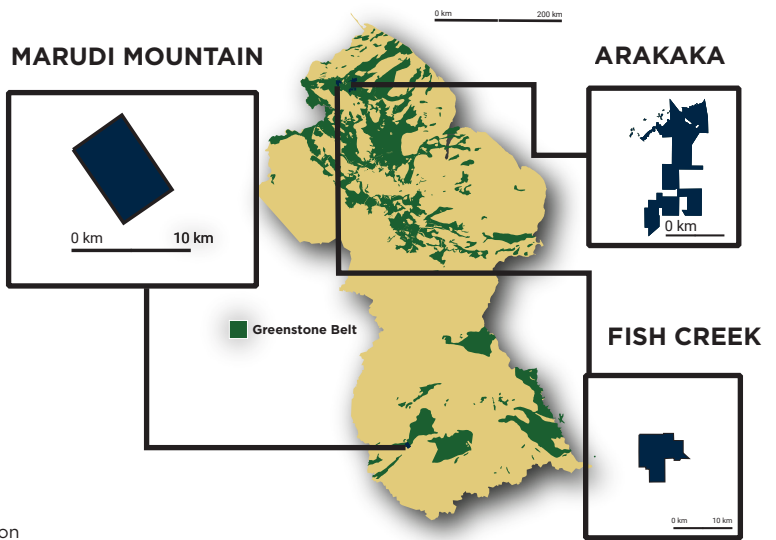 0 km 200 km
MARUDI MOUNTAIN
ARAKAKA
0 km 10 km
0 km
Greenstone Belt
FISH CREEK
0 km 10 km
on